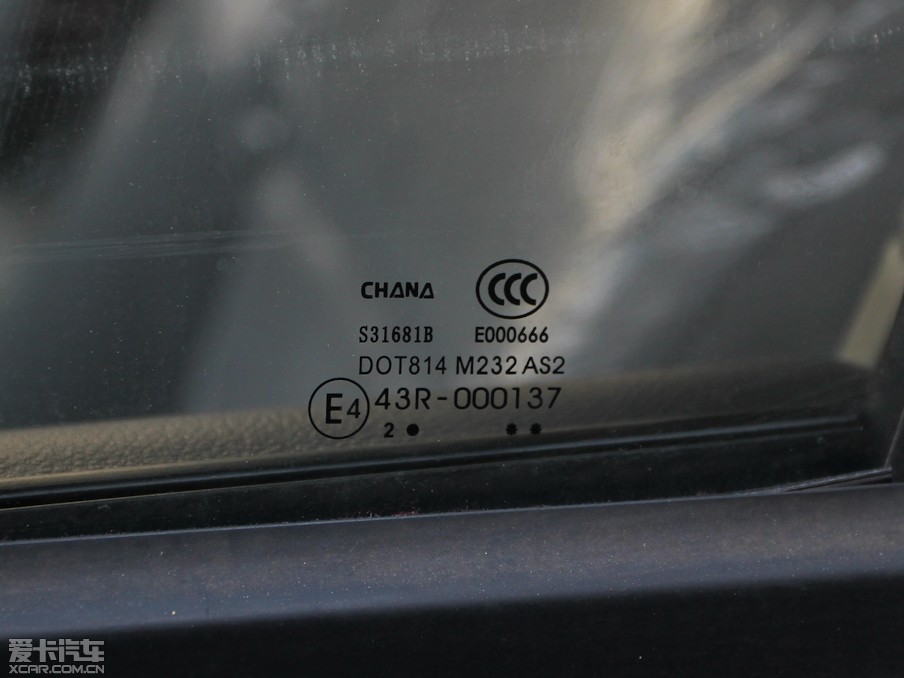 CHANA CCC
S31681B E000666
DOT814 M232 AS2
E4 43R-000137
2 ● ●●
爱卡汽车
XCAR.COM.CN